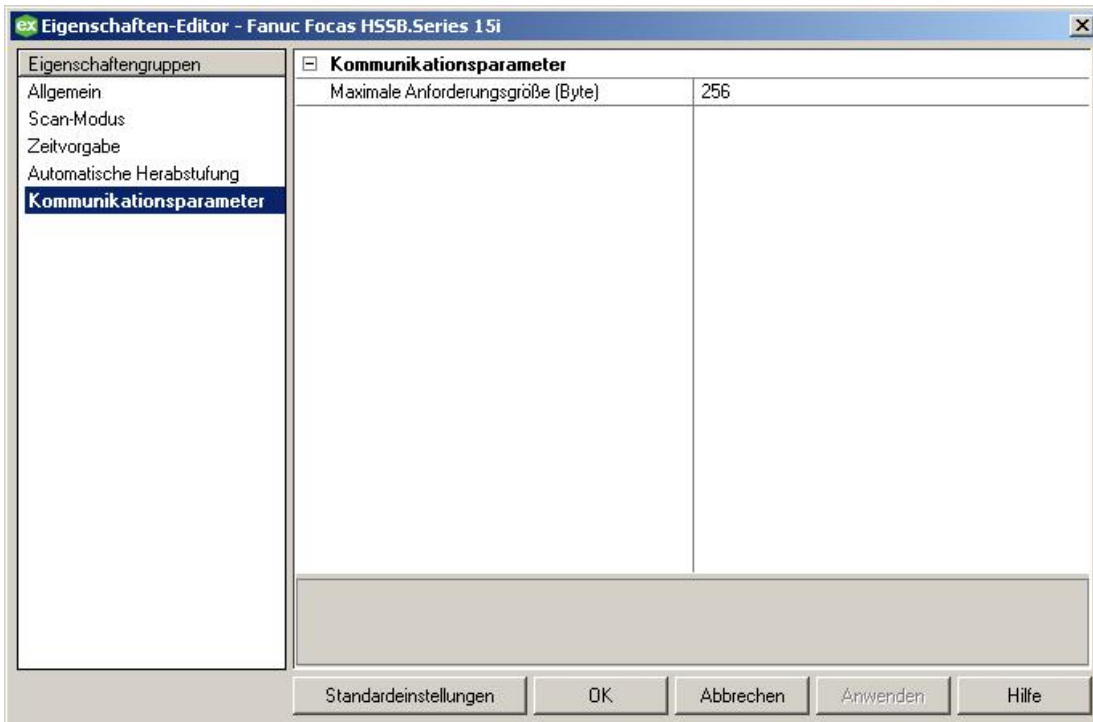 ex Eigenschaften-Editor - Fanuc Focas HSSB.Series 15i
Eigenschaftengruppen
Allgemein
Scan-Modus
Zeitvorgabe
Automatische Herabstufung
Kommunikationsparameter
Kommunikationsparameter
Maximale Anforderungsgröße (Byte) 256
Standardeinstellungen OK Abbrechen Anwenden Hilfe